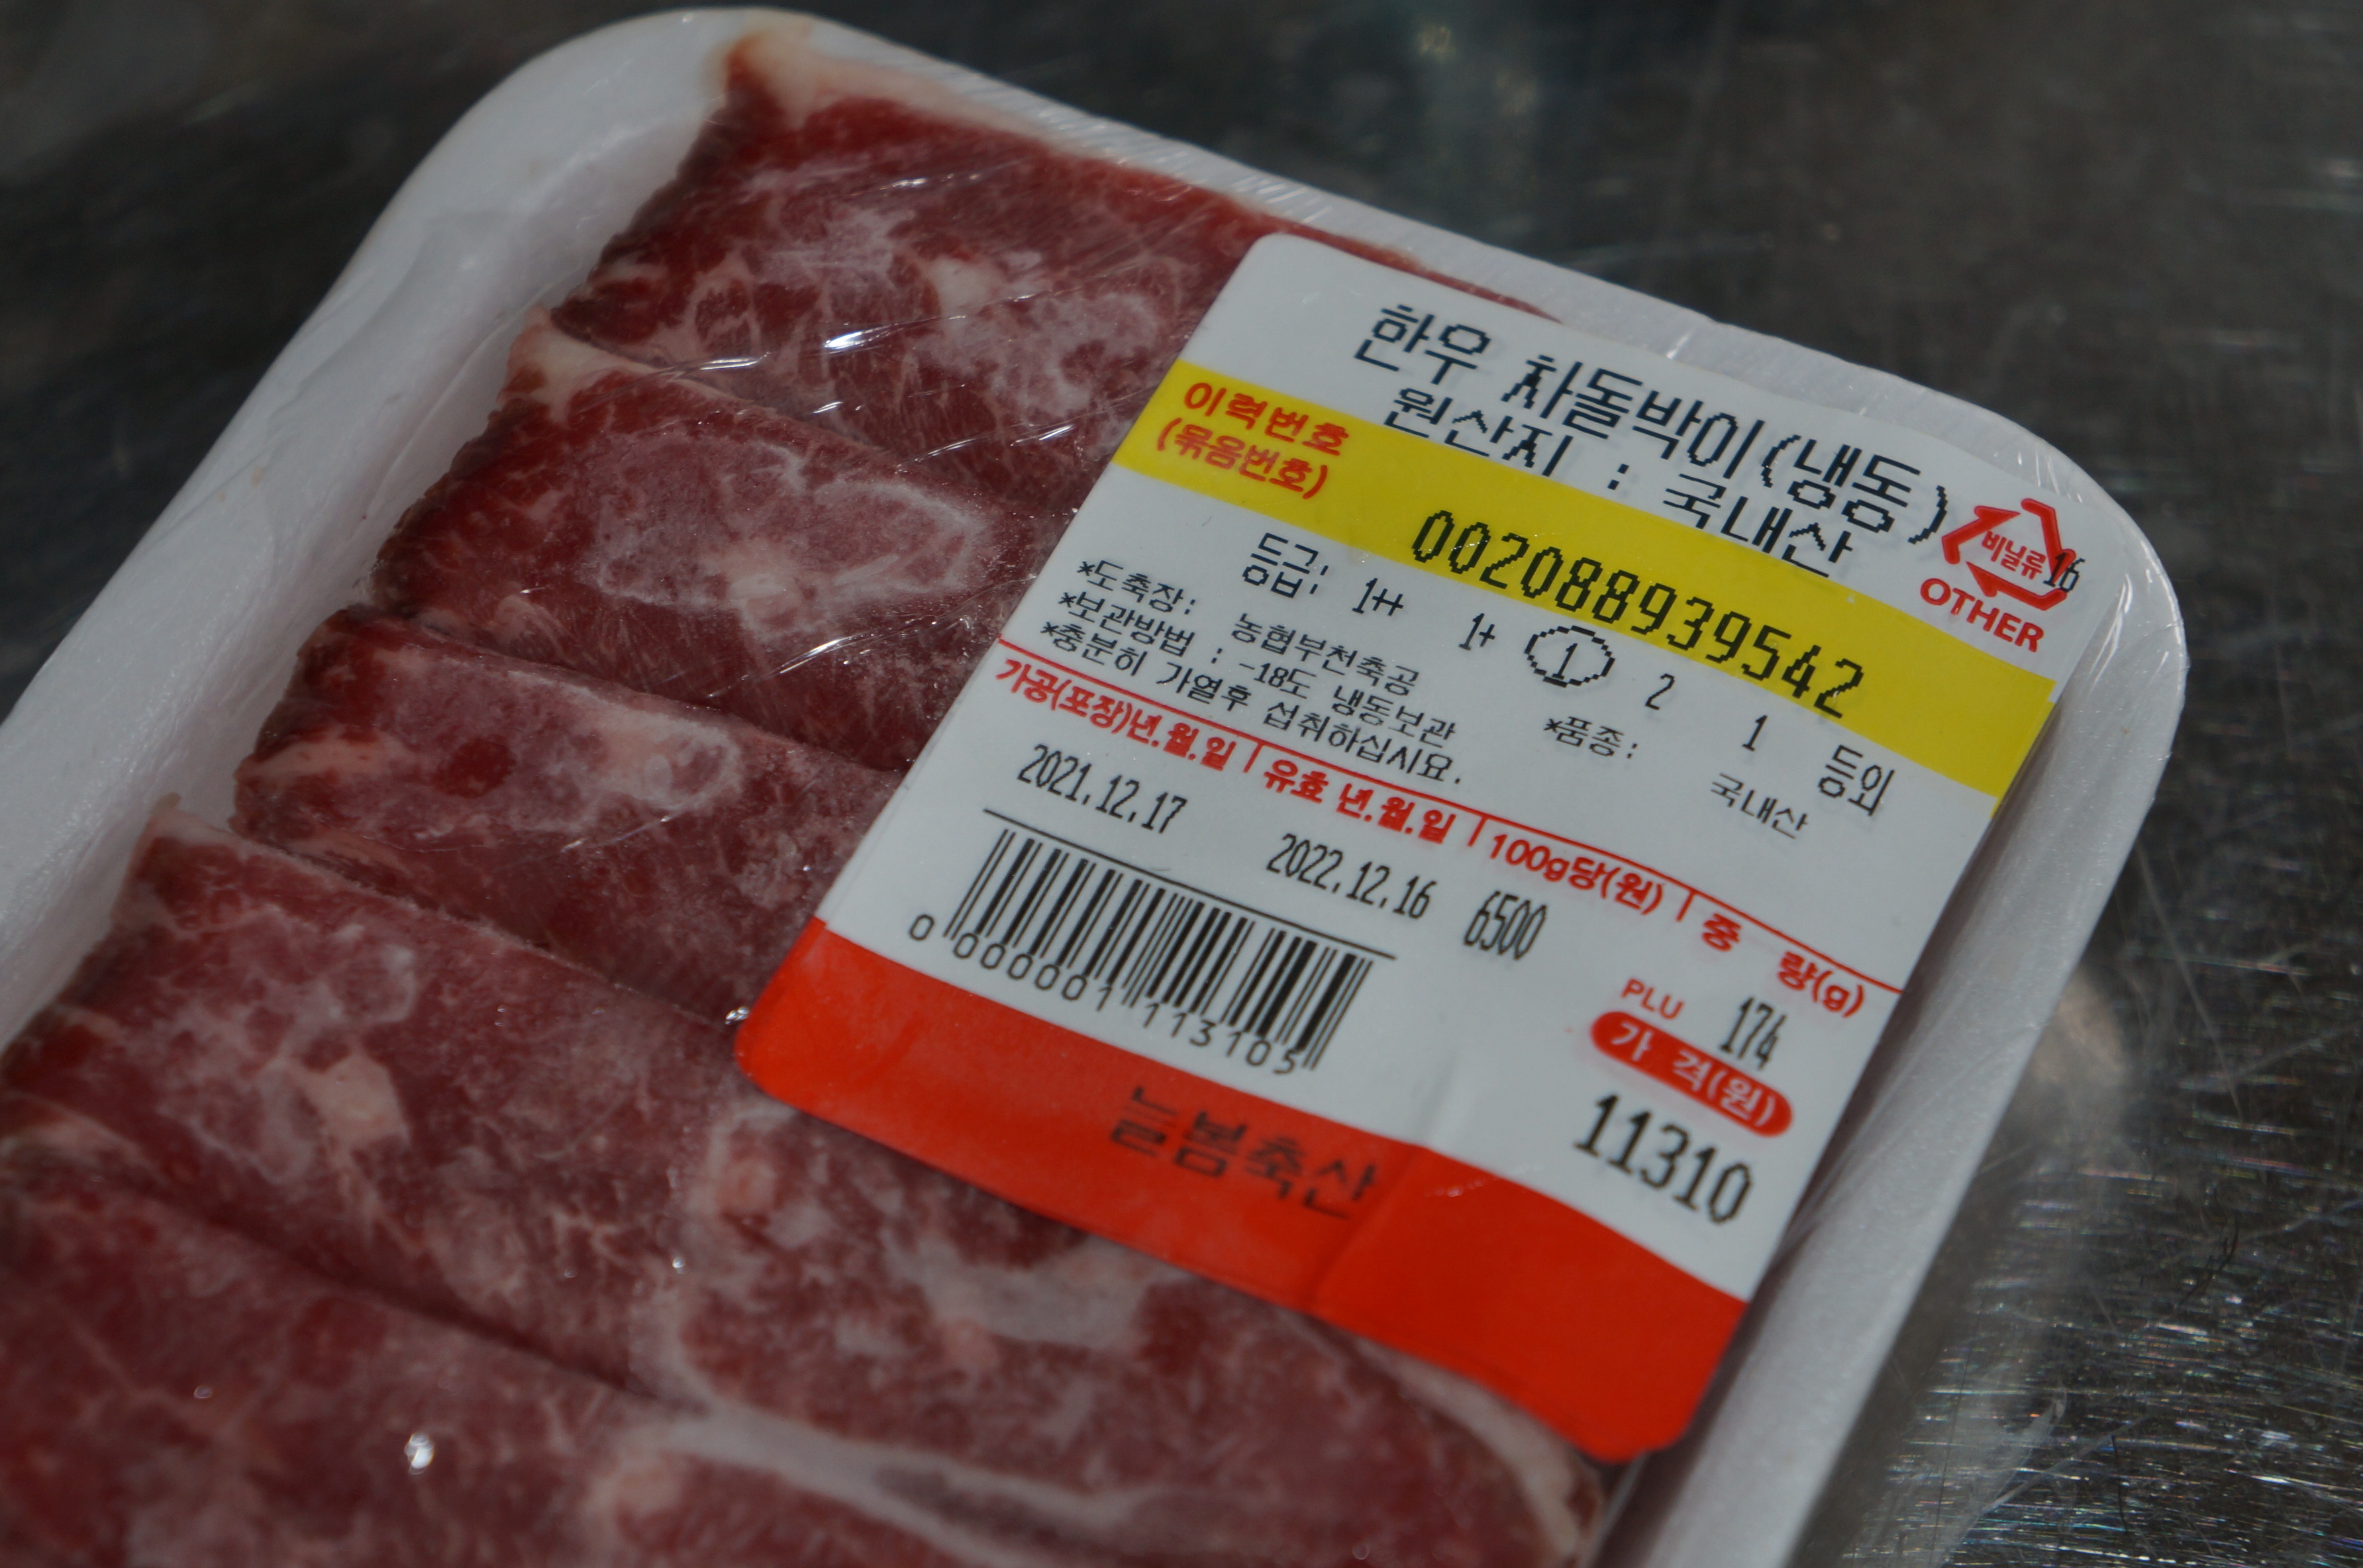 한우 차돌박이(냉동)
원산지 : 국내산
이력번호
(묶음번호)
002088939542
비닐류
OTHER
16
등급: 1++ 1+ 1 2 1 등외
*도축장: 농협부천축공
*품종: 국내산
*보관방법 : -18도 냉동보관
*충분히 가열후 섭취하십시요.
가공(포장)년.월.일 유효 년.월.일 100g당(원) 중 량(g)
2021.12.17 2022.12.16 6500 174
0 000001 113105
PLU
가 격(원)
11310
늘봄축산